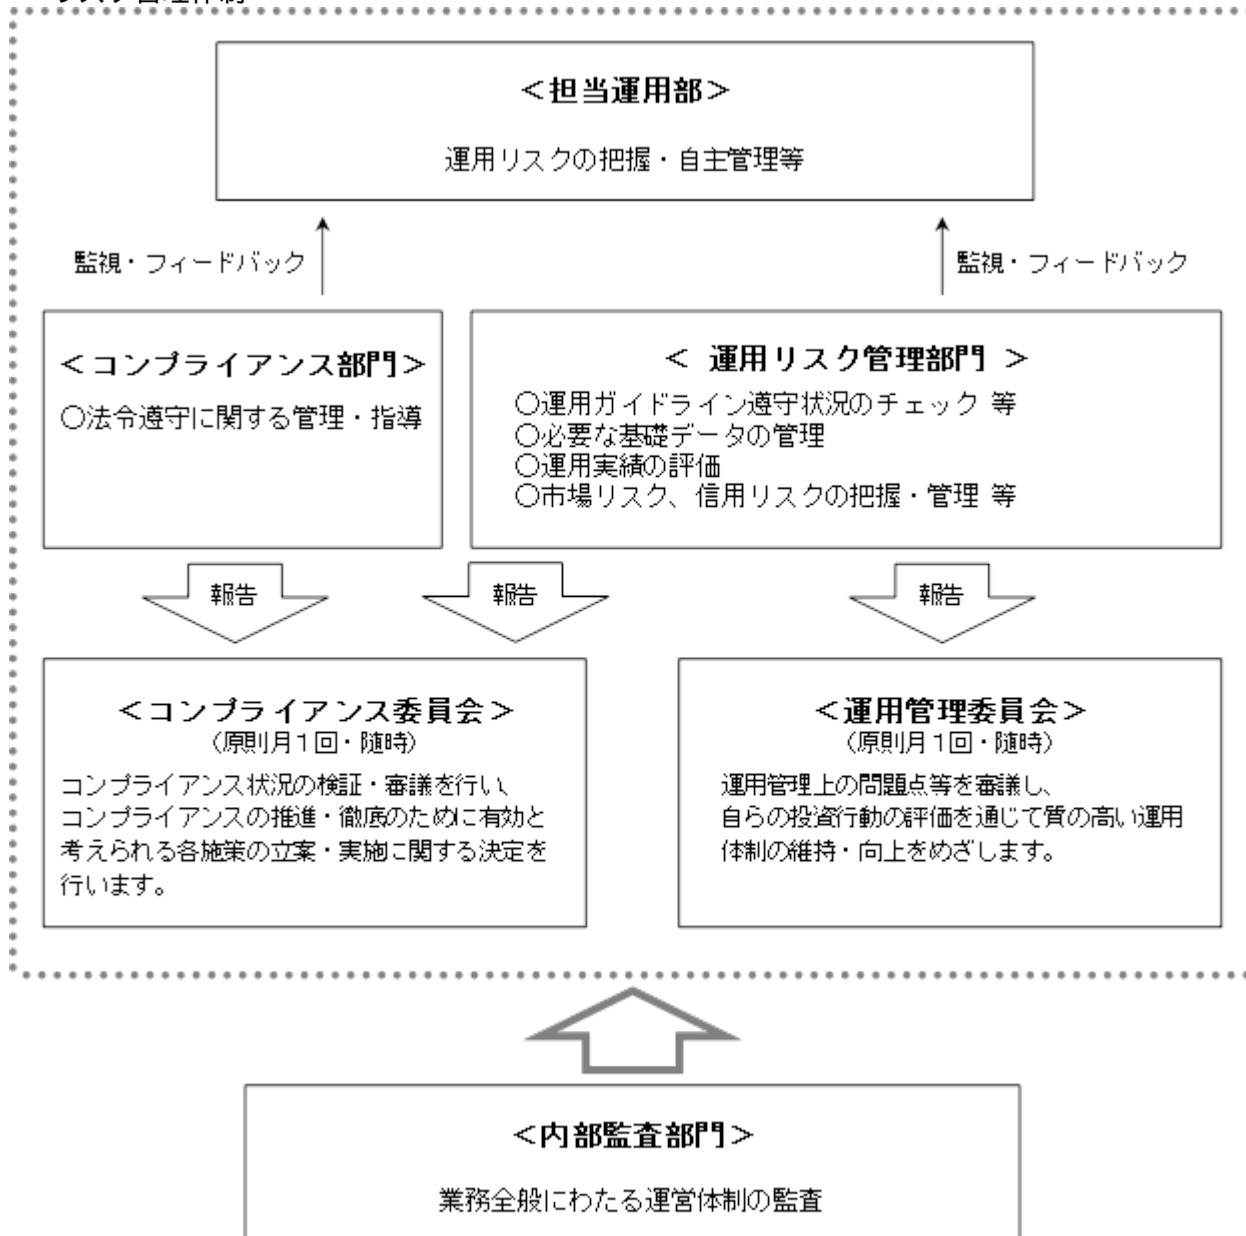 リスク管理体制
＜担当運用部＞
運用リスクの把握・自主管理等
監視・フィードバック
監視・フィードバック
＜コンプライアンス部門＞
○法令遵守に関する管理・指導
＜ 運用リスク管理部門 ＞
○運用ガイドライン遵守状況のチェック 等
○必要な基礎データの管理
○運用実績の評価
○市場リスク、信用リスクの把握・管理 等
報告
報告
報告
＜コンプライアンス委員会＞
（原則月１回・随時）
コンプライアンス状況の検証・審議を行い、
コンプライアンスの推進・徹底のために有効と
考えられる各施策の立案・実施に関する決定を
行います。
＜運用管理委員会＞
（原則月１回・随時）
運用管理上の問題点等を審議し、
自らの投資行動の評価を通じて質の高い運用
体制の維持・向上をめざします。
＜内部監査部門＞
業務全般にわたる運営体制の監査